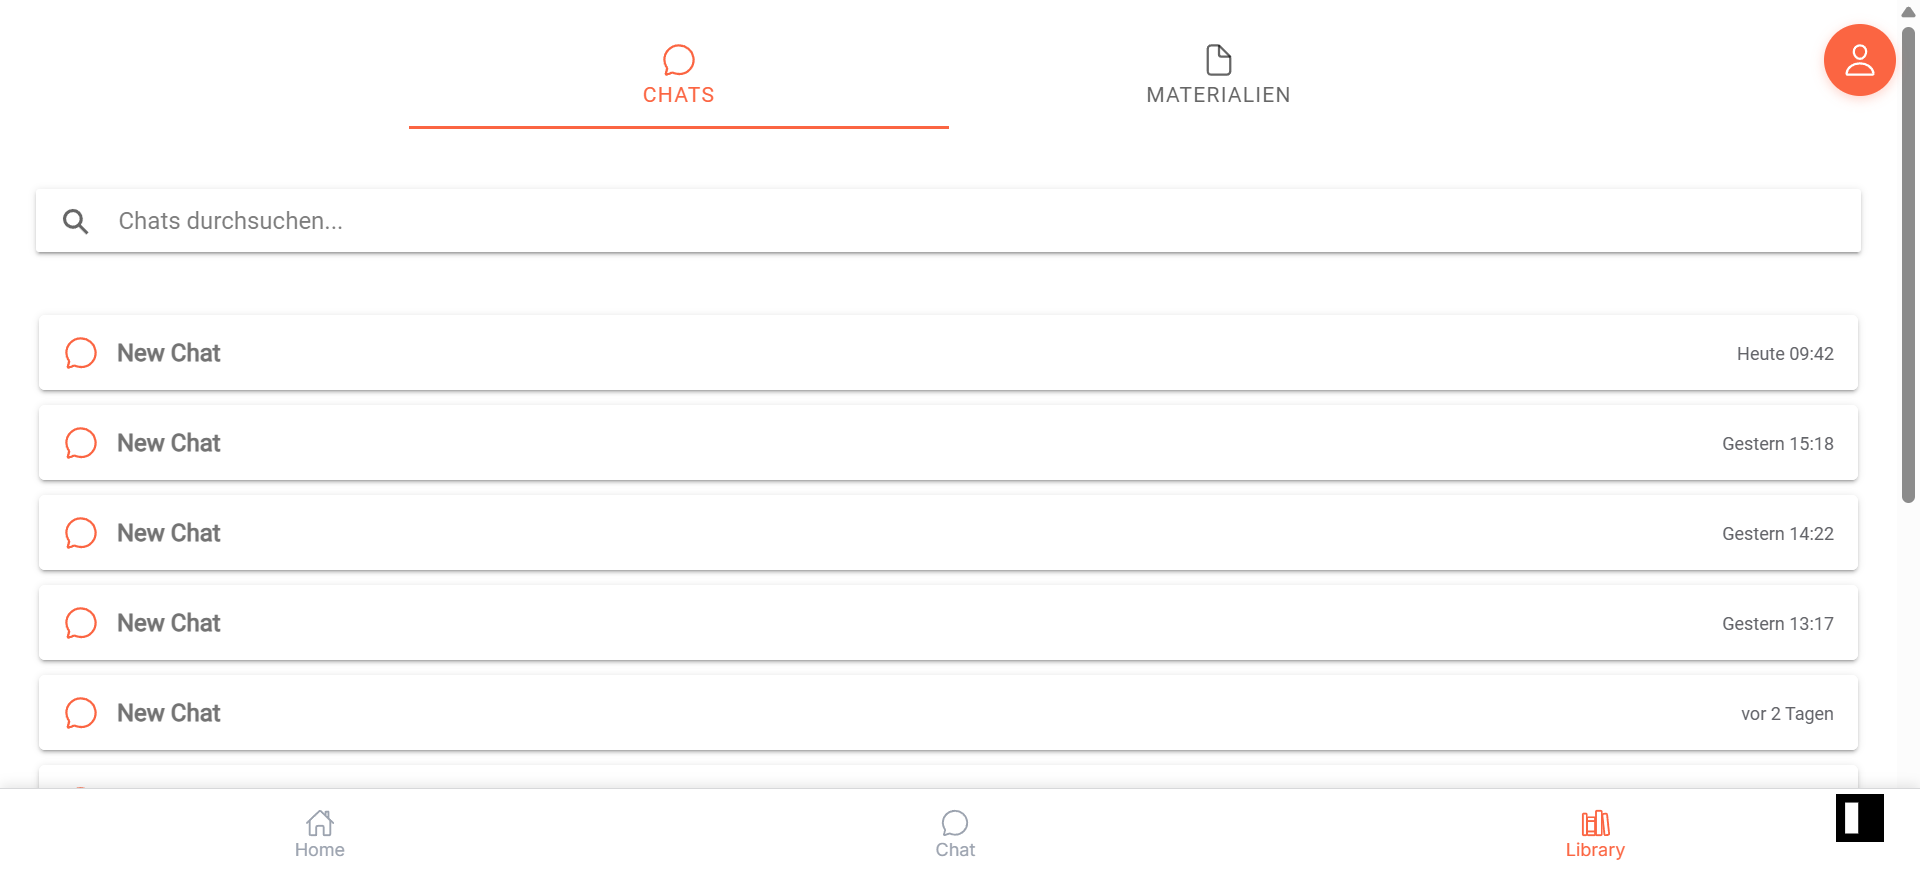 CHATS
MATERIALIEN
Chats durchsuchen...
New Chat
Heute 09:42
New Chat
Gestern 15:18
New Chat
Gestern 14:22
New Chat
Gestern 13:17
New Chat
vor 2 Tagen
Home
Chat
Library